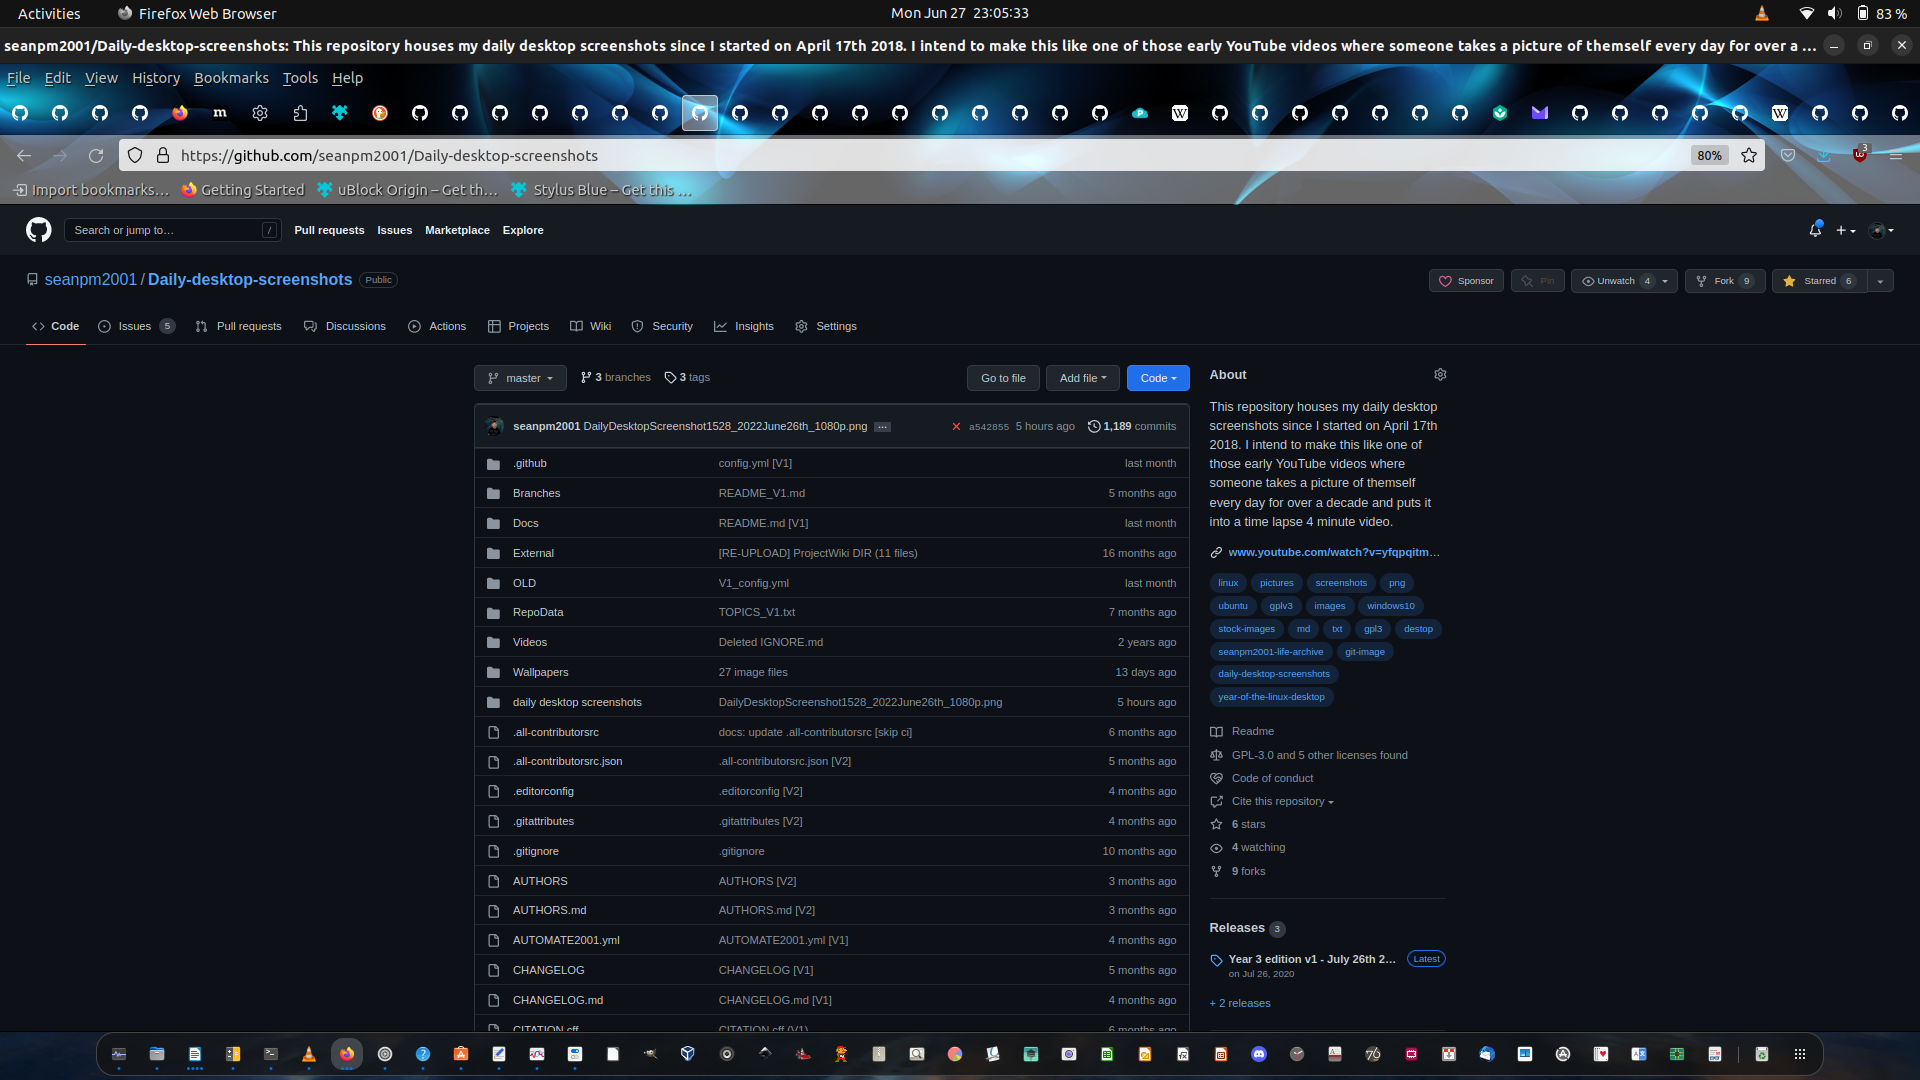 Activities Firefox Web Browser Mon Jun 27 23:05:33 83 %
seanpm2001/Daily-desktop-screenshots: This repository houses my daily desktop screenshots since I started on April 17th 2018. I intend to make this like one of those early YouTube videos where someone takes a picture of themself every day for over a ...
File Edit View History Bookmarks Tools Help
https://github.com/seanpm2001/Daily-desktop-screenshots 80% 3
Import bookmarks... Getting Started uBlock Origin – Get th... Stylus Blue – Get this ...
Search or jump to... / Pull requests Issues Marketplace Explore
seanpm2001 / Daily-desktop-screenshots Public Sponsor Pin Unwatch 4 Fork 9 Starred 6
Code Issues 5 Pull requests Discussions Actions Projects Wiki Security Insights Settings
master 3 branches 3 tags Go to file Add file Code
seanpm2001 DailyDesktopScreenshot1528_2022June26th_1080p.png ... a542855 5 hours ago 1,189 commits
.github config.yml [V1] last month
Branches README_V1.md 5 months ago
Docs README.md [V1] last month
External [RE-UPLOAD] ProjectWiki DIR (11 files) 16 months ago
OLD V1_config.yml last month
RepoData TOPICS_V1.txt 7 months ago
Videos Deleted IGNORE.md 2 years ago
Wallpapers 27 image files 13 days ago
daily desktop screenshots DailyDesktopScreenshot1528_2022June26th_1080p.png 5 hours ago
.all-contributorsrc docs: update .all-contributorsrc [skip ci] 6 months ago
.all-contributorsrc.json .all-contributorsrc.json [V2] 5 months ago
.editorconfig .editorconfig [V2] 4 months ago
.gitattributes .gitattributes [V2] 4 months ago
.gitignore .gitignore 10 months ago
AUTHORS AUTHORS [V2] 3 months ago
AUTHORS.md AUTHORS.md [V2] 3 months ago
AUTOMATE2001.yml AUTOMATE2001.yml [V1] 4 months ago
CHANGELOG CHANGELOG [V1] 5 months ago
CHANGELOG.md CHANGELOG.md [V1] 4 months ago
CITATION.cff CITATION.cff (V1) 6 months ago
About
This repository houses my daily desktop
screenshots since I started on April 17th
2018. I intend to make this like one of
those early YouTube videos where
someone takes a picture of themself
every day for over a decade and puts it
into a time lapse 4 minute video.
www.youtube.com/watch?v=yfqpqitm...
linux pictures screenshots png
ubuntu gplv3 images windows10
stock-images md txt gpl3 destop
seanpm2001-life-archive git-image
daily-desktop-screenshots
year-of-the-linux-desktop
Readme
GPL-3.0 and 5 other licenses found
Code of conduct
Cite this repository
6 stars
4 watching
9 forks
Releases 3
Year 3 edition v1 - July 26th 2... Latest
on Jul 26, 2020
+ 2 releases